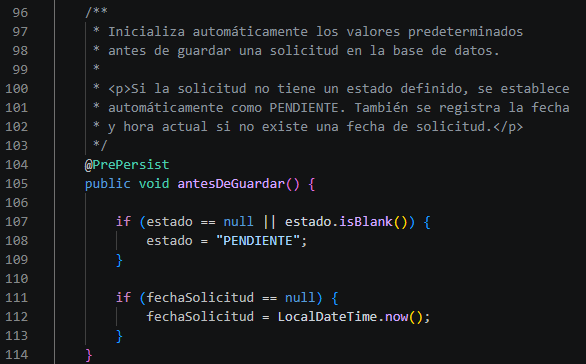 96 /**
97 * Inicializa automáticamente los valores predeterminados
98 * antes de guardar una solicitud en la base de datos.
99 *
100 * <p>Si la solicitud no tiene un estado definido, se establece
101 * automáticamente como PENDIENTE. También se registra la fecha
102 * y hora actual si no existe una fecha de solicitud.</p>
103 */
104 @PrePersist
105 public void antesDeGuardar() {
106
107 if (estado == null || estado.isBlank()) {
108 estado = "PENDIENTE";
109 }
110
111 if (fechaSolicitud == null) {
112 fechaSolicitud = LocalDateTime.now();
113 }
114 }